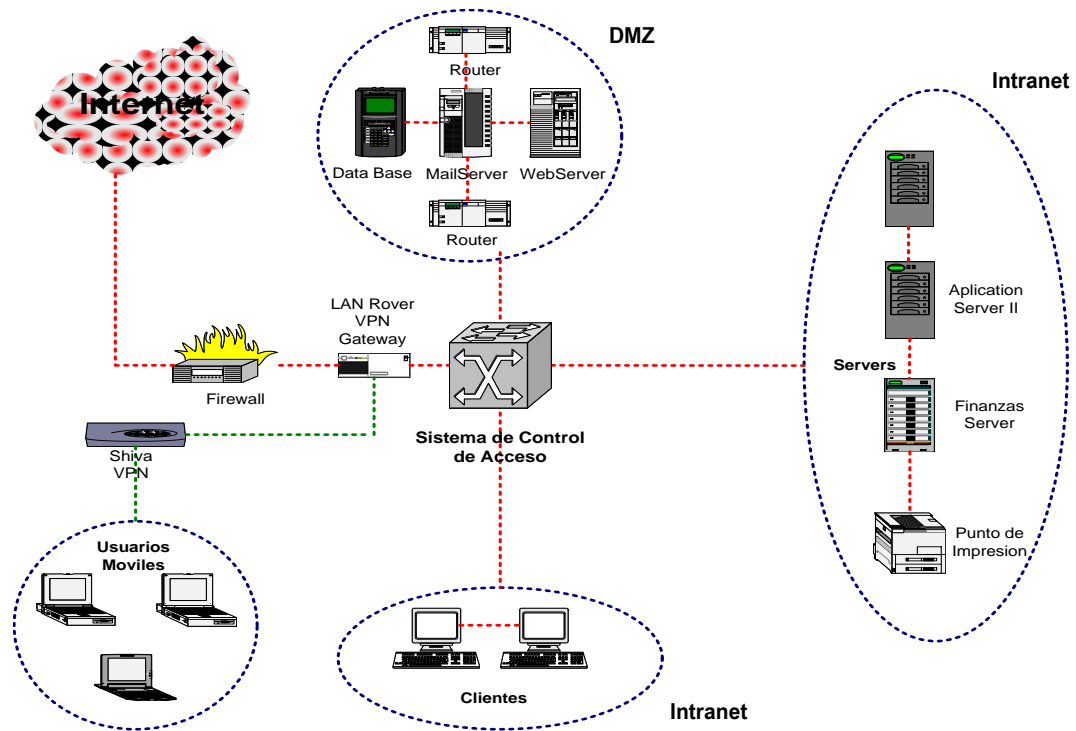 DMZ
Router
Internet
Intranet
Data Base
MailServer
WebServer
Router
LAN Rover
VPN
Gateway
Aplication
Server II
Servers
Firewall
Finanzas
Server
Sistema de Control
de Acceso
Shiva
VPN
Punto de
Impresion
Usuarios
Moviles
Clientes
Intranet